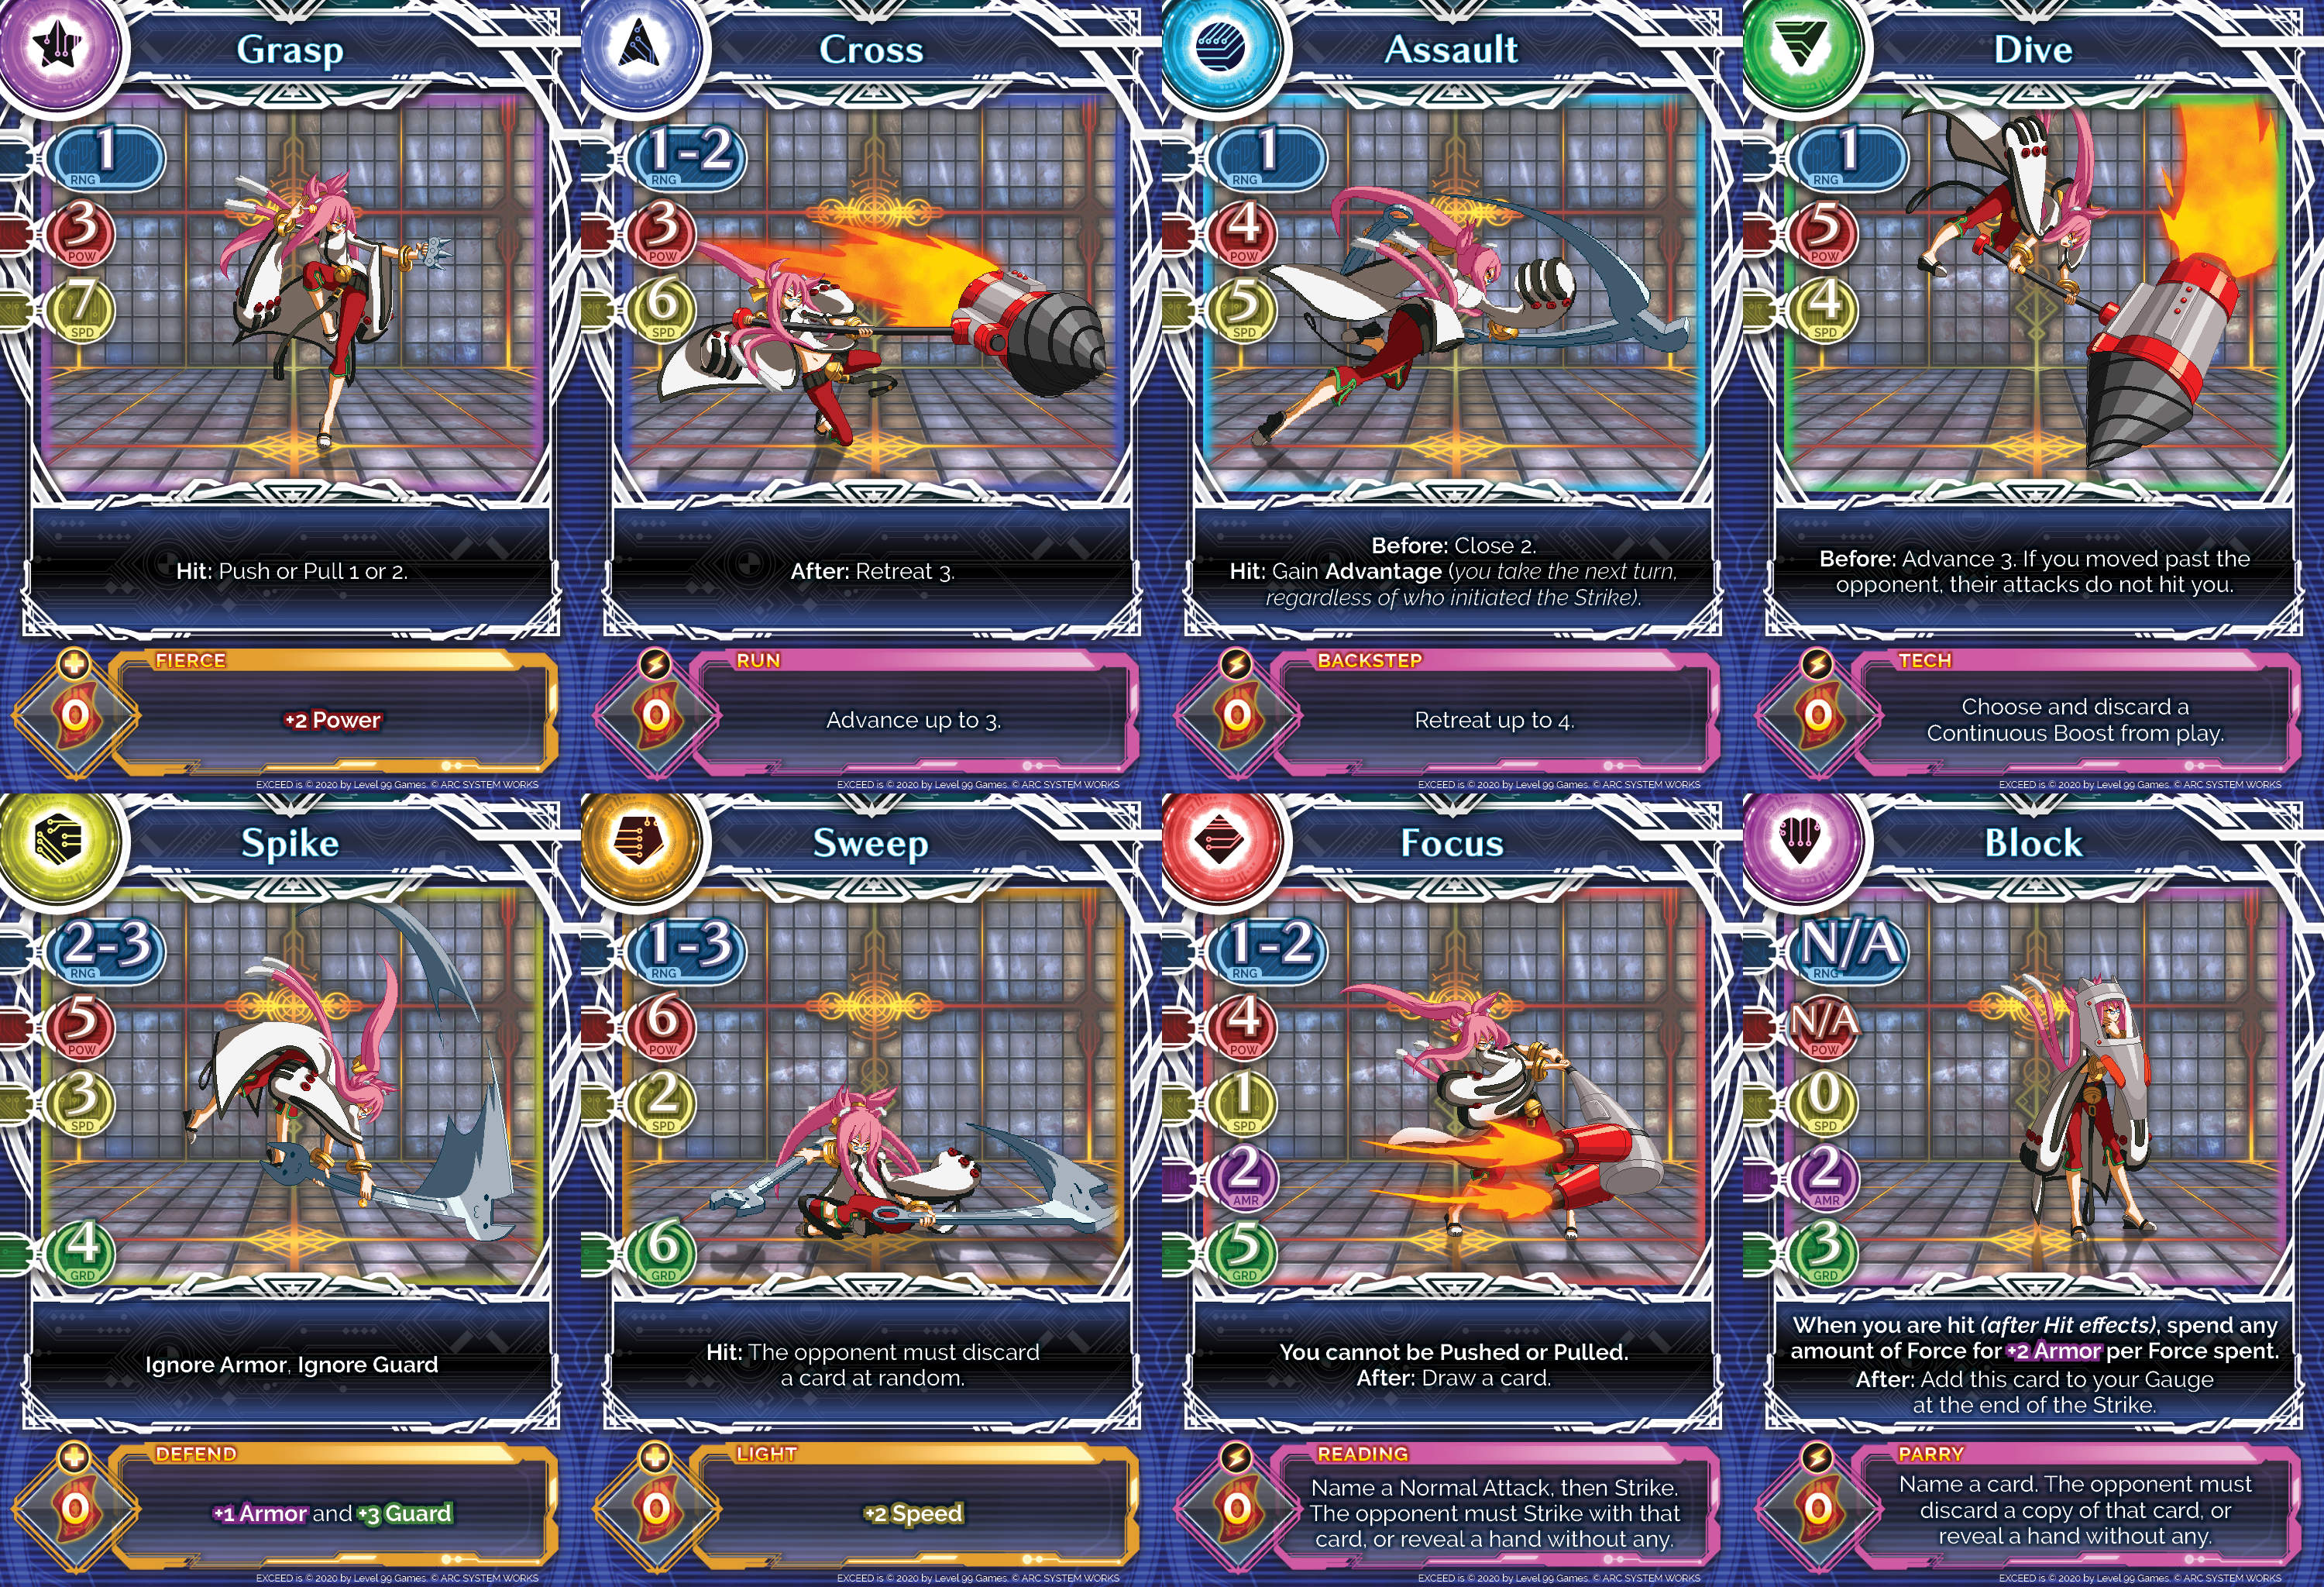 Grasp
1
RNG
3
POW
7
SPD
Hit: Push or Pull 1 or 2.
FIERCE
0
+2 Power
EXCEED is © 2020 by Level 99 Games. © ARC SYSTEM WORKS
Cross
1-2
RNG
3
POW
6
SPD
After: Retreat 3.
RUN
0
Advance up to 3.
EXCEED is © 2020 by Level 99 Games. © ARC SYSTEM WORKS
Assault
1
RNG
4
POW
5
SPD
Before: Close 2.
Hit: Gain Advantage (you take the next turn,
regardless of who initiated the Strike).
BACKSTEP
0
Retreat up to 4.
EXCEED is © 2020 by Level 99 Games. © ARC SYSTEM WORKS
Dive
1
RNG
5
POW
4
SPD
Before: Advance 3. If you moved past the
opponent, their attacks do not hit you.
TECH
0
Choose and discard a
Continuous Boost from play.
EXCEED is © 2020 by Level 99 Games. © ARC SYSTEM WORKS
Spike
2-3
RNG
5
POW
3
SPD
4
GRD
Ignore Armor, Ignore Guard
DEFEND
0
+1 Armor and +3 Guard
EXCEED is © 2020 by Level 99 Games. © ARC SYSTEM WORKS
Sweep
1-3
RNG
6
POW
2
SPD
6
GRD
Hit: The opponent must discard
a card at random.
LIGHT
0
+2 Speed
EXCEED is © 2020 by Level 99 Games. © ARC SYSTEM WORKS
Focus
1-2
RNG
4
POW
1
SPD
2
AMR
5
GRD
You cannot be Pushed or Pulled.
After: Draw a card.
READING
0
Name a Normal Attack, then Strike.
The opponent must Strike with that
card, or reveal a hand without any.
EXCEED is © 2020 by Level 99 Games. © ARC SYSTEM WORKS
Block
N/A
RNG
N/A
POW
0
SPD
2
AMR
3
GRD
When you are hit (after Hit effects), spend any
amount of Force for +2 Armor per Force spent.
After: Add this card to your Gauge
at the end of the Strike.
PARRY
0
Name a card. The opponent must
discard a copy of that card, or
reveal a hand without any.
EXCEED is © 2020 by Level 99 Games. © ARC SYSTEM WORKS